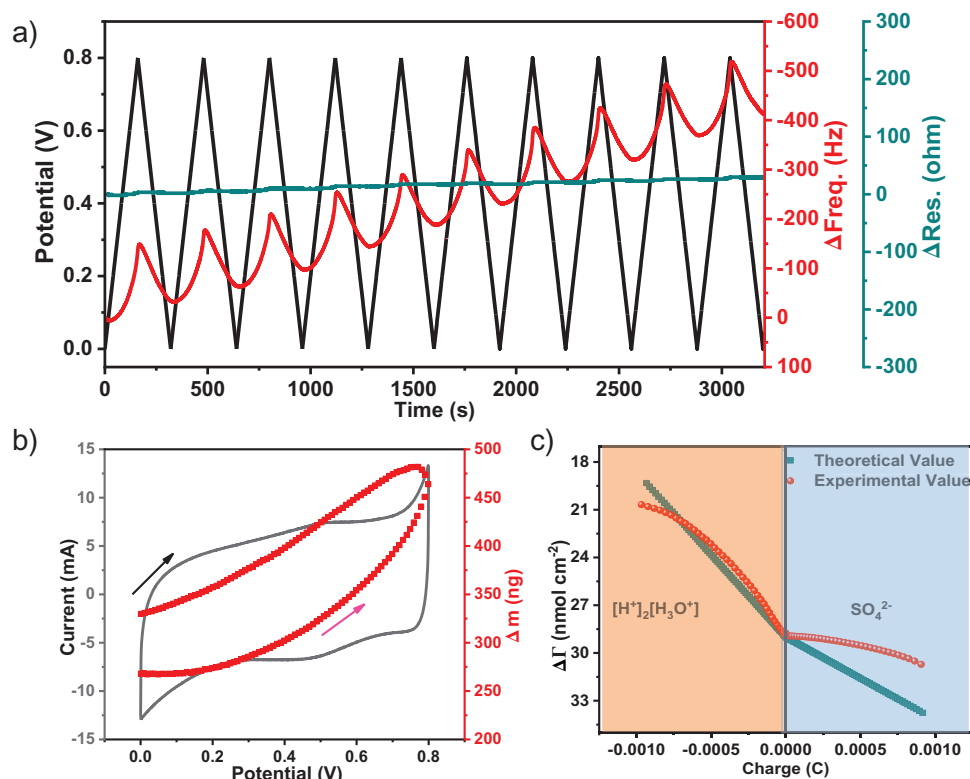 a)
Potential (V)
0.8
0.6
0.4
0.2
0.0
0 500 1000 1500 2000 2500 3000
Time (s)
-600
-500
-400
-300
-200
-100
0
100
ΔFreq. (Hz)
300
200
100
0
-100
-200
-300
ΔRes. (ohm)
b)
Current (mA)
15
10
5
0
-5
-10
-15
0.0 0.2 0.4 0.6 0.8
Potential (V)
500
450
400
350
300
250
200
Δ m (ng)
c)
ΔΓ (nmol cm⁻²)
18
21
24
27
30
33
Theoretical Value
Experimental Value
[H⁺]₂[H₃O⁺]
SO₄²⁻
-0.0010 -0.0005 0.0000 0.0005 0.0010
Charge (C)